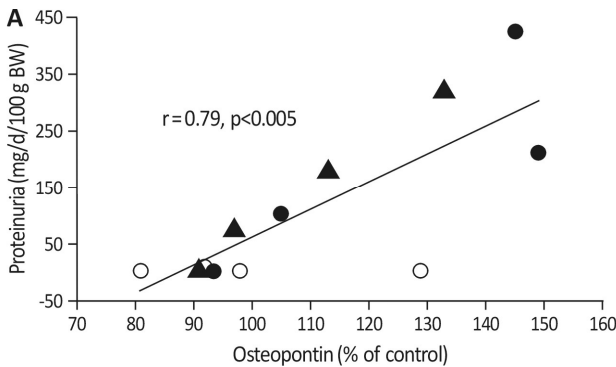 A
450
350
250
150
50
-50
Proteinuria (mg/d/100 g BW)
r=0.79, p<0.005
70 80 90 100 110 120 130 140 150 160
Osteopontin (% of control)